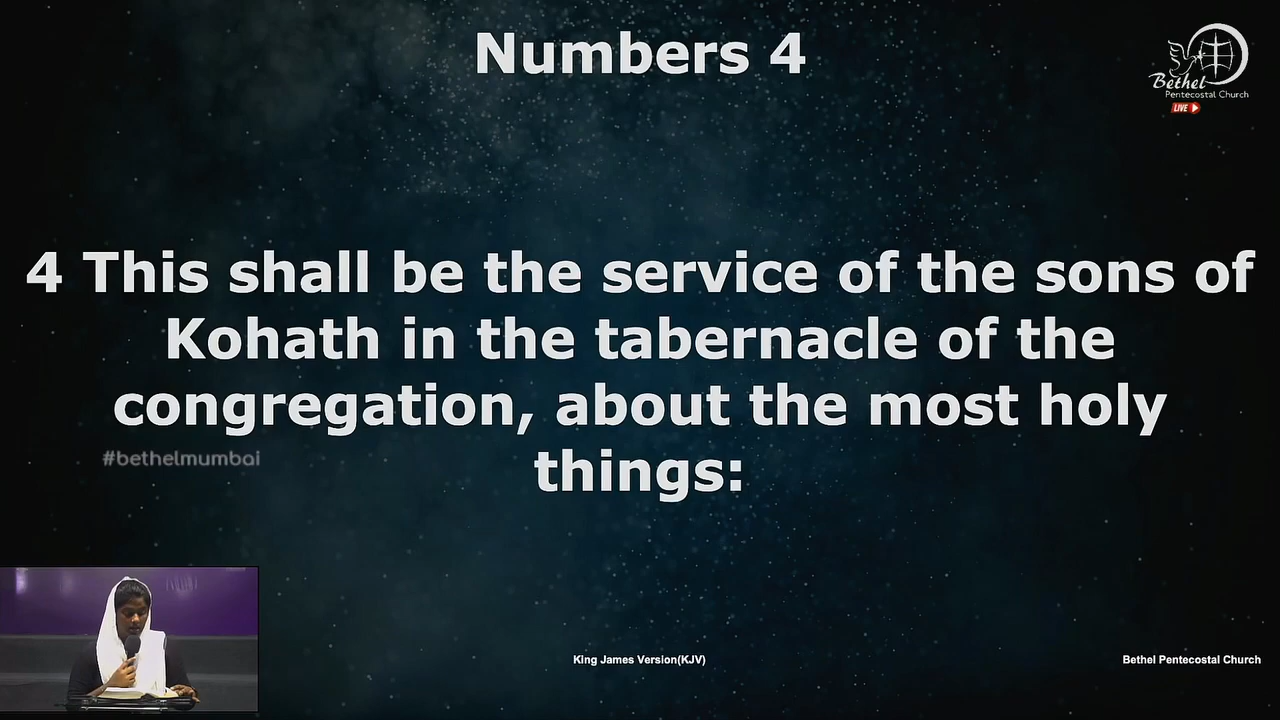 Numbers 4
Bethel
Pentecostal Church
LIVE
4 This shall be the service of the sons of
Kohath in the tabernacle of the
congregation, about the most holy
things:
#bethelmumbai
King James Version(KJV)
Bethel Pentecostal Church